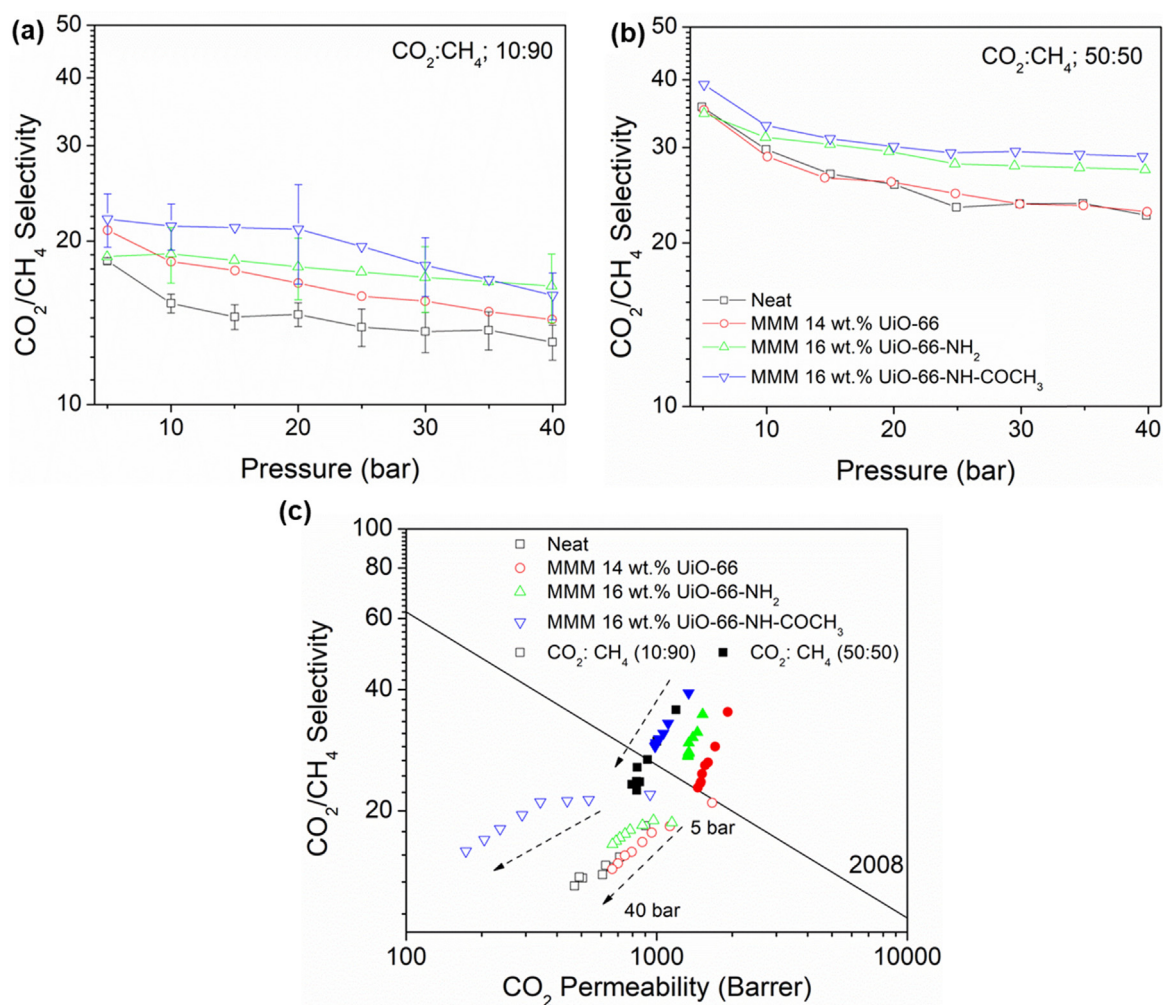 (a)
CO₂:CH₄; 10:90
50
40
30
20
10
CO₂/CH₄ Selectivity
10
20
30
40
Pressure (bar)
(b)
CO₂:CH₄; 50:50
50
40
30
20
10
CO₂/CH₄ Selectivity
Neat
MMM 14 wt.% UiO-66
MMM 16 wt.% UiO-66-NH₂
MMM 16 wt.% UiO-66-NH-COCH₃
10
20
30
40
Pressure (bar)
(c)
100
80
60
40
20
CO₂/CH₄ Selectivity
Neat
MMM 14 wt.% UiO-66
MMM 16 wt.% UiO-66-NH₂
MMM 16 wt.% UiO-66-NH-COCH₃
CO₂: CH₄ (10:90) CO₂: CH₄ (50:50)
5 bar
2008
40 bar
100
1000
10000
CO₂ Permeability (Barrer)